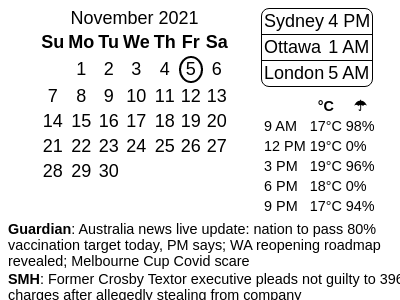 November 2021
Su Mo Tu We Th Fr Sa
1 2 3 4 5 6
7 8 9 10 11 12 13
14 15 16 17 18 19 20
21 22 23 24 25 26 27
28 29 30
Sydney 4 PM
Ottawa 1 AM
London 5 AM
°C ☂
9 AM 17°C 98%
12 PM 19°C 0%
3 PM 19°C 96%
6 PM 18°C 0%
9 PM 17°C 94%
Guardian: Australia news live update: nation to pass 80%
vaccination target today, PM says; WA reopening roadmap
revealed; Melbourne Cup Covid scare
SMH: Former Crosby Textor executive pleads not guilty to 396
charges after allegedly stealing from company